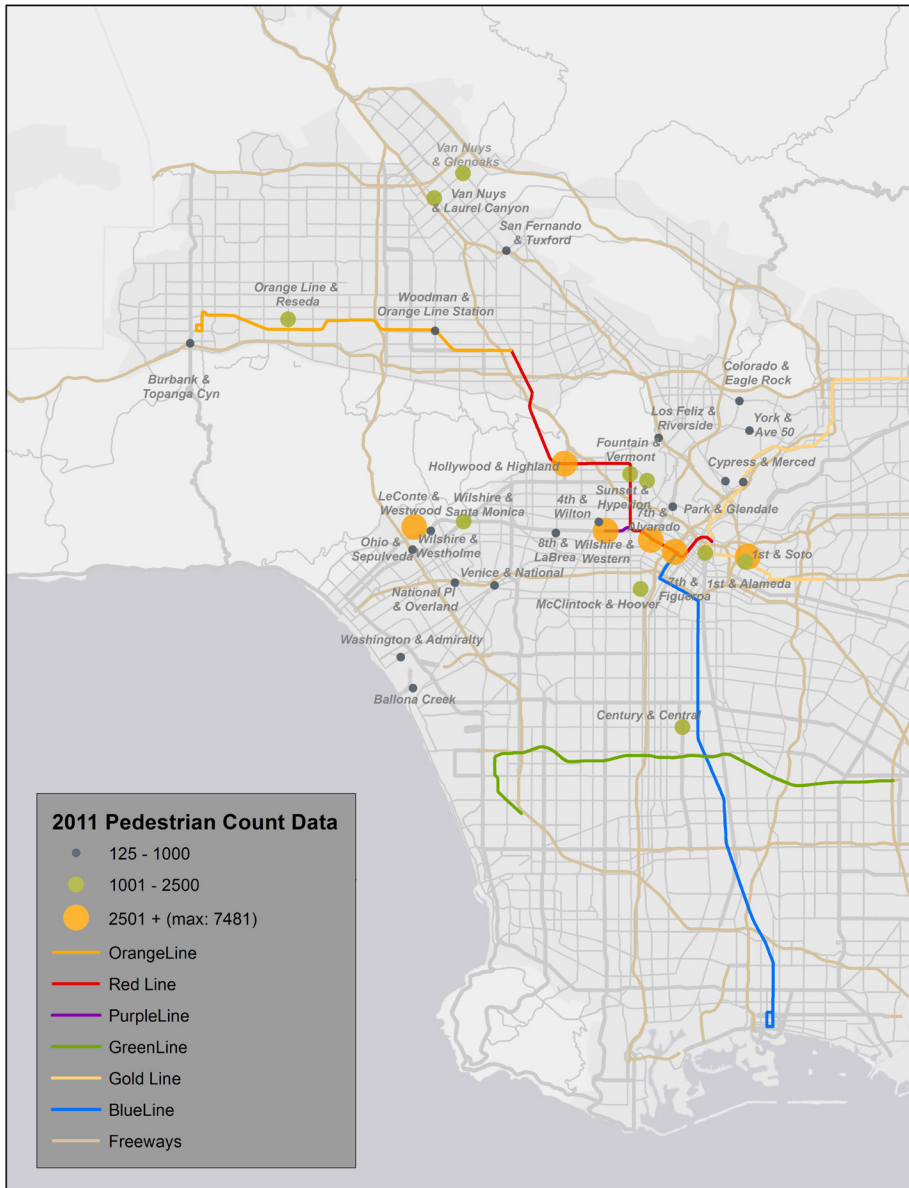 Van Nuys
& Glenoaks
Van Nuys
& Laurel Canyon
San Fernando
& Tuxford
Orange Line &
Reseda
Woodman &
Orange Line Station
Burbank &
Topanga Cyn
Colorado &
Eagle Rock
Los Feliz &
Riverside
York &
Ave 50
Fountain &
Vermont
Hollywood & Highland
Cypress & Merced
LeConte &
Westwood
Wilshire &
Santa Monica
4th &
Wilton
Sunset &
Hyperion
Park & Glendale
7th &
Alvarado
Ohio &
Sepulveda
Wilshire &
Westholme
8th &
LaBrea
Wilshire &
Western
1st & Soto
Venice & National
National Pl
& Overland
7th &
Figueroa
1st & Alameda
McClintock & Hoover
Washington & Admiralty
Ballona Creek
Century & Central
2011 Pedestrian Count Data
125 - 1000
1001 - 2500
2501 + (max: 7481)
OrangeLine
Red Line
PurpleLine
GreenLine
Gold Line
BlueLine
Freeways